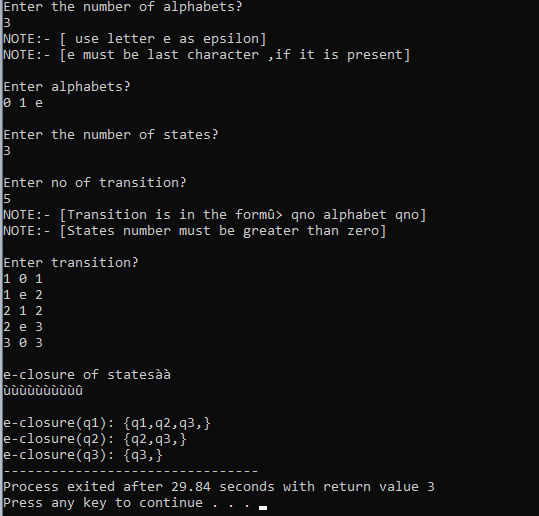 Enter the number of alphabets?
3
NOTE:- [ use letter e as epsilon]
NOTE:- [e must be last character ,if it is present]
Enter alphabets?
0 1 e
Enter the number of states?
3
Enter no of transition?
5
NOTE:- [Transition is in the formû> qno alphabet qno]
NOTE:- [States number must be greater than zero]
Enter transition?
1 0 1
1 e 2
2 1 2
2 e 3
3 0 3
e-closure of statesàà
ùùùùùùùùùû
e-closure(q1): {q1,q2,q3,}
e-closure(q2): {q2,q3,}
e-closure(q3): {q3,}
--------------------------------
Process exited after 29.84 seconds with return value 3
Press any key to continue . . .